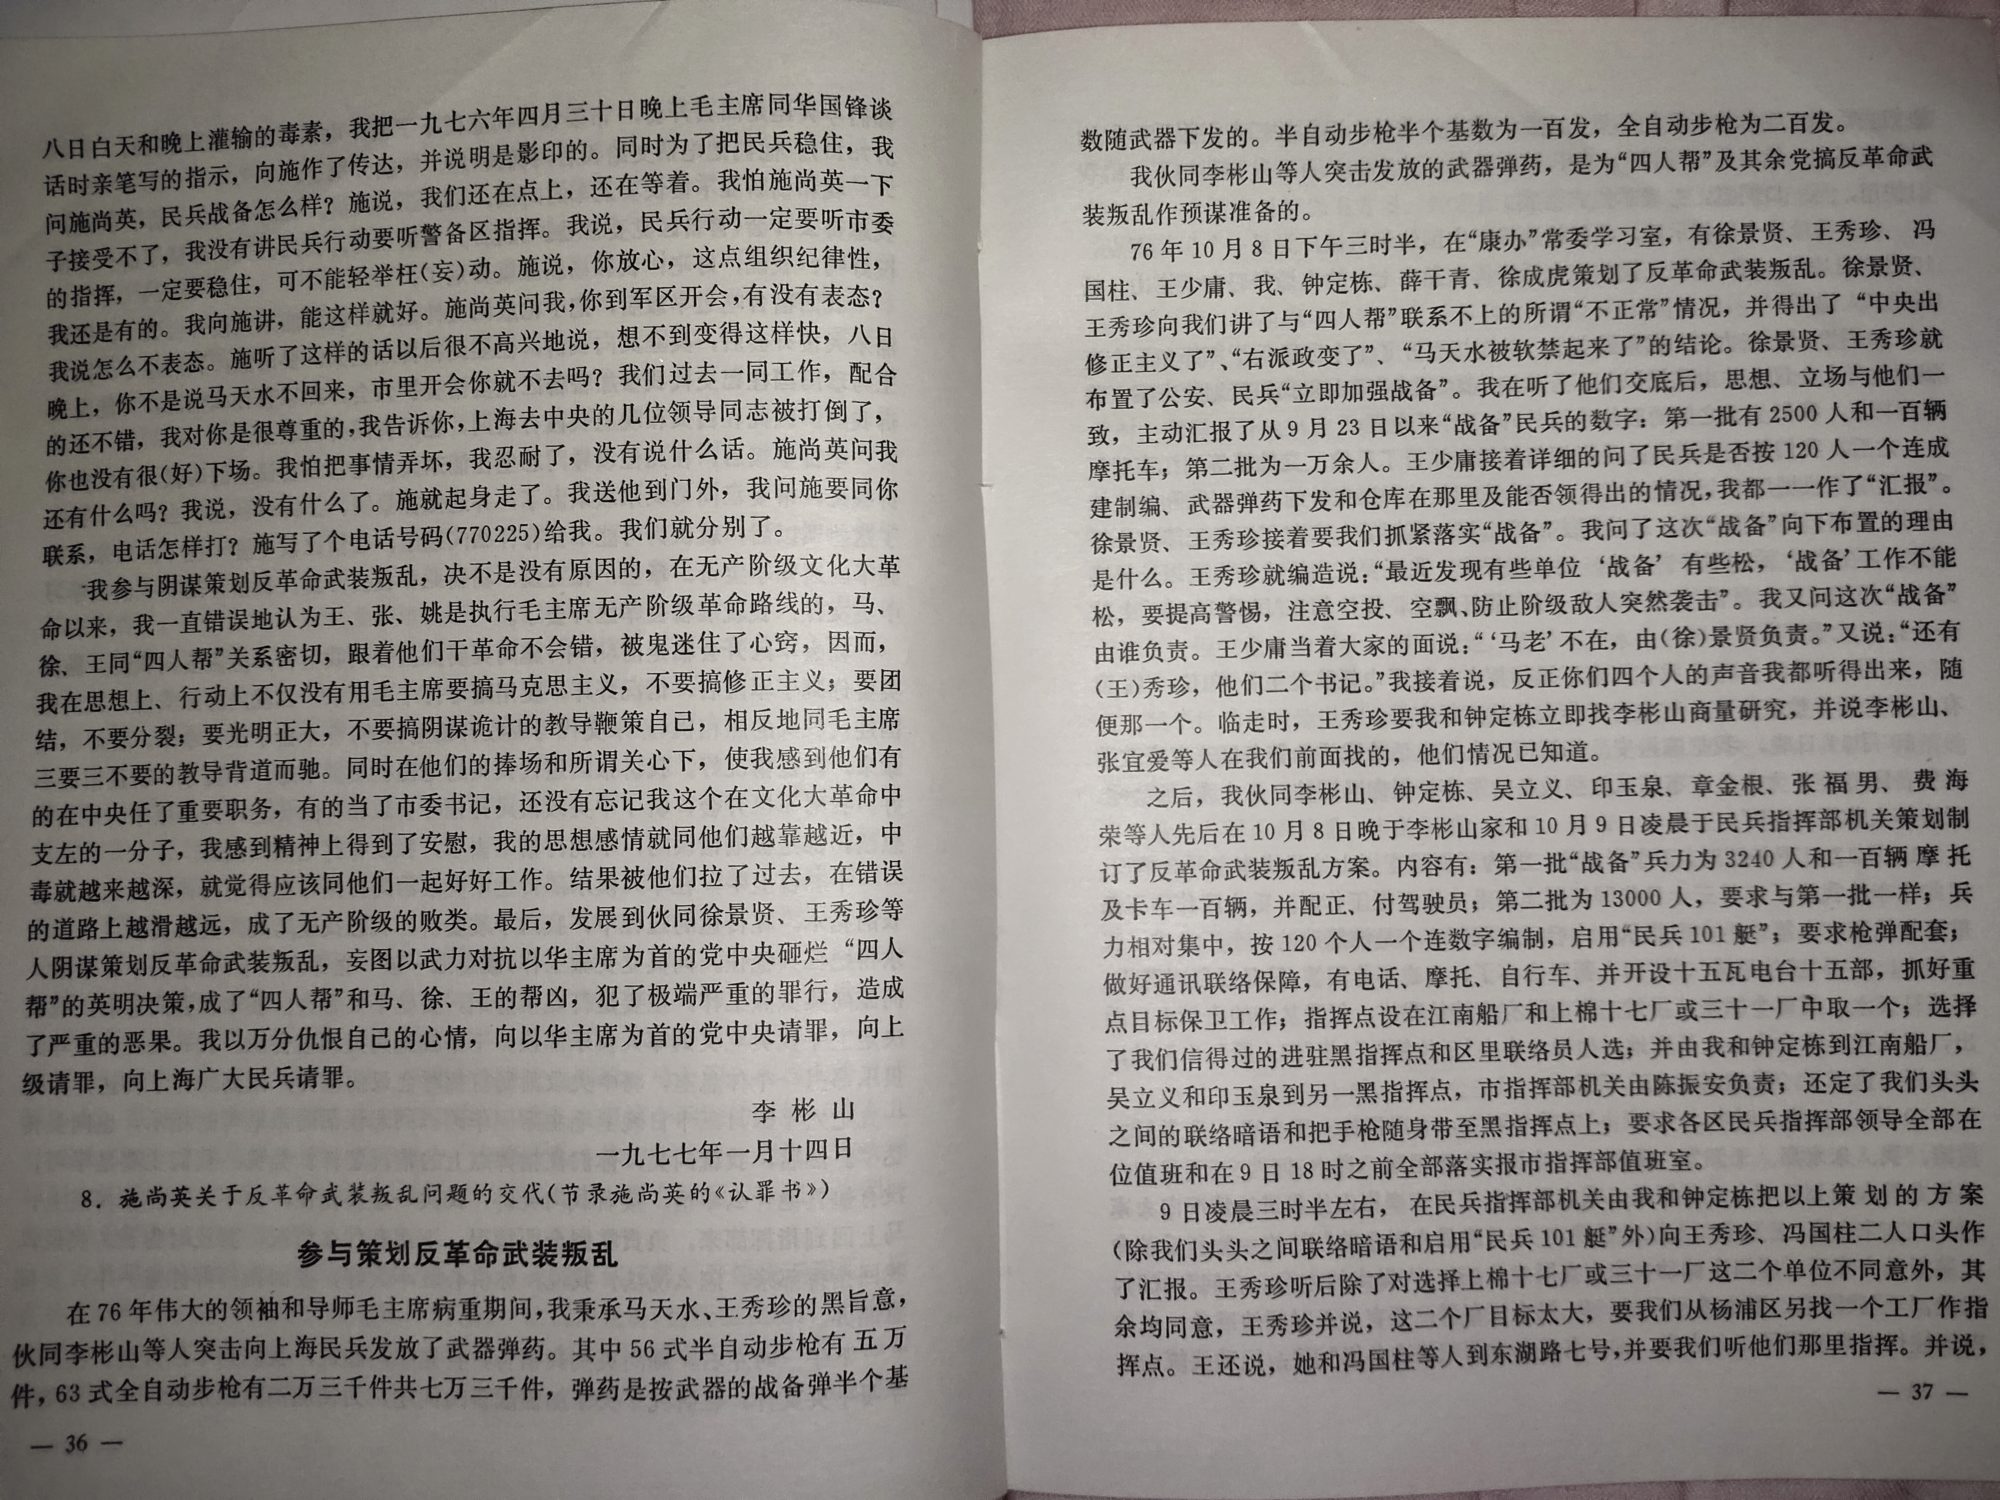 八日白天和晚上灌输的毒素，我把一九七六年四月三十日晚上毛主席同华国锋谈
话时亲笔写的指示，向施作了传达，并说明是影印的。同时为了把民兵稳住，我
问施尚英，民兵战备怎么样？施说，我们还在点上，还在等着。我怕施尚英一下
子接受不了，我没有讲民兵行动要听警备区指挥。我说，民兵行动一定要听市委
的指挥，一定要稳住，可不能轻举枉(妄)动。施说，你放心，这点组织纪律性，
我还是有的。我向施讲，能这样就好。施尚英问我，你到军区开会，有没有表态？
我说怎么不表态。施听了这样的话以后很不高兴地说，想不到变得这样快，八日
晚上，你不是说马天水不回来，市里开会你就不去吗？我们过去一同工作，配合
的还不错，我对你是很尊重的，我告诉你，上海去中央的几位领导同志被打倒了，
你也没有很(好)下场。我怕把事情弄坏，我忍耐了，没有说什么话。施尚英问我
还有什么吗？我说，没有什么了。施就起身走了。我送他到门外，我问施要同你
联系，电话怎样打？施写了个电话号码(770225)给我。我们就分别了。
我参与阴谋策划反革命武装叛乱，决不是没有原因的，在无产阶级文化大革
命以来，我一直错误地认为王、张、姚是执行毛主席无产阶级革命路线的，马、
徐、王同“四人帮”关系密切，跟着他们干革命不会错，被鬼迷住了心窍，因而，
我在思想上、行动上不仅没有用毛主席要搞马克思主义，不要搞修正主义；要团
结，不要分裂；要光明正大，不要搞阴谋诡计的教导鞭策自己，相反地同毛主席
三要三不要的教导背道而驰。同时在他们的捧场和所谓关心下，使我感到他们有
的在中央任了重要职务，有的当了市委书记，还没有忘记我这个在文化大革命中
支左的一分子，我感到精神上得到了安慰，我的思想感情就同他们越靠越近，中
毒就越来越深，就觉得应该同他们一起好好工作。结果被他们拉了过去，在错误
的道路上越滑越远，成了无产阶级的败类。最后，发展到伙同徐景贤、王秀珍等
人阴谋策划反革命武装叛乱，妄图以武力对抗以华主席为首的党中央砸烂“四人
帮”的英明决策，成了“四人帮”和马、徐、王的帮凶，犯了极端严重的罪行，造成
了严重的恶果。我以万分仇恨自己的心情，向以华主席为首的党中央请罪，向上
级请罪，向上海广大民兵请罪。
李彬山
一九七七年一月十四日
8．施尚英关于反革命武装叛乱问题的交代(节录施尚英的《认罪书》)
参与策划反革命武装叛乱
在76年伟大的领袖和导师毛主席病重期间，我秉承马天水、王秀珍的黑旨意，
伙同李彬山等人突击向上海民兵发放了武器弹药。其中56式半自动步枪有五万
件，63式全自动步枪有二万三千件共七万三千件，弹药是按武器的战备弹半个基
— 36 —
数随武器下发的。半自动步枪半个基数为一百发，全自动步枪为二百发。
我伙同李彬山等人突击发放的武器弹药，是为“四人帮”及其余党搞反革命武
装叛乱作预谋准备的。
76年10月8日下午三时半，在“康办”常委学习室，有徐景贤、王秀珍、冯
国柱、王少庸、我、钟定栋、薛干青、徐成虎策划了反革命武装叛乱。徐景贤、
王秀珍向我们讲了与“四人帮”联系不上的所谓“不正常”情况，并得出了“中央出
修正主义了”、“右派政变了”、“马天水被软禁起来了”的结论。徐景贤、王秀珍就
布置了公安、民兵“立即加强战备”。我在听了他们交底后，思想、立场与他们一
致，主动汇报了从9月23日以来“战备”民兵的数字：第一批有2500人和一百辆
摩托车；第二批为一万余人。王少庸接着详细的问了民兵是否按120人一个连成
建制编、武器弹药下发和仓库在那里及能否领得出的情况，我都一一作了“汇报”。
徐景贤、王秀珍接着要我们抓紧落实“战备”。我问了这次“战备”向下布置的理由
是什么。王秀珍就编造说：“最近发现有些单位‘战备’有些松，‘战备’工作不能
松，要提高警惕，注意空投、空飘、防止阶级敌人突然袭击”。我又问这次“战备”
由谁负责。王少庸当着大家的面说：“‘马老’不在，由(徐)景贤负责。”又说：“还有
(王)秀珍，他们二个书记。”我接着说，反正你们四个人的声音我都听得出来，随
便那一个。临走时，王秀珍要我和钟定栋立即找李彬山商量研究，并说李彬山、
张宜爱等人在我们前面找的，他们情况已知道。
之后，我伙同李彬山、钟定栋、吴立义、印玉泉、章金根、张福男、费海
荣等人先后在10月8日晚于李彬山家和10月9日凌晨于民兵指挥部机关策划制
订了反革命武装叛乱方案。内容有：第一批“战备”兵力为3240人和一百辆摩托
及卡车一百辆，并配正、付驾驶员；第二批为13000人，要求与第一批一样；兵
力相对集中，按120个人一个连数字编制，启用“民兵101艇”；要求枪弹配套；
做好通讯联络保障，有电话、摩托、自行车、并开设十五瓦电台十五部，抓好重
点目标保卫工作；指挥点设在江南船厂和上棉十七厂或三十一厂中取一个；选择
了我们信得过的进驻黑指挥点和区里联络员人选；并由我和钟定栋到江南船厂，
吴立义和印玉泉到另一黑指挥点，市指挥部机关由陈振安负责；还定了我们头头
之间的联络暗语和把手枪随身带至黑指挥点上；要求各区民兵指挥部领导全部在
位值班和在9日18时之前全部落实报市指挥部值班室。
9日凌晨三时半左右，在民兵指挥部机关由我和钟定栋把以上策划的方案
(除我们头头之间联络暗语和启用“民兵101艇”外)向王秀珍、冯国柱二人口头作
了汇报。王秀珍听后除了对选择上棉十七厂或三十一厂这二个单位不同意外，其
余均同意，王秀珍并说，这二个厂目标太大，要我们从杨浦区另找一个工厂作指
挥点。王还说，她和冯国柱等人到东湖路七号，并要我们听他们那里指挥。并说，
— 37 —